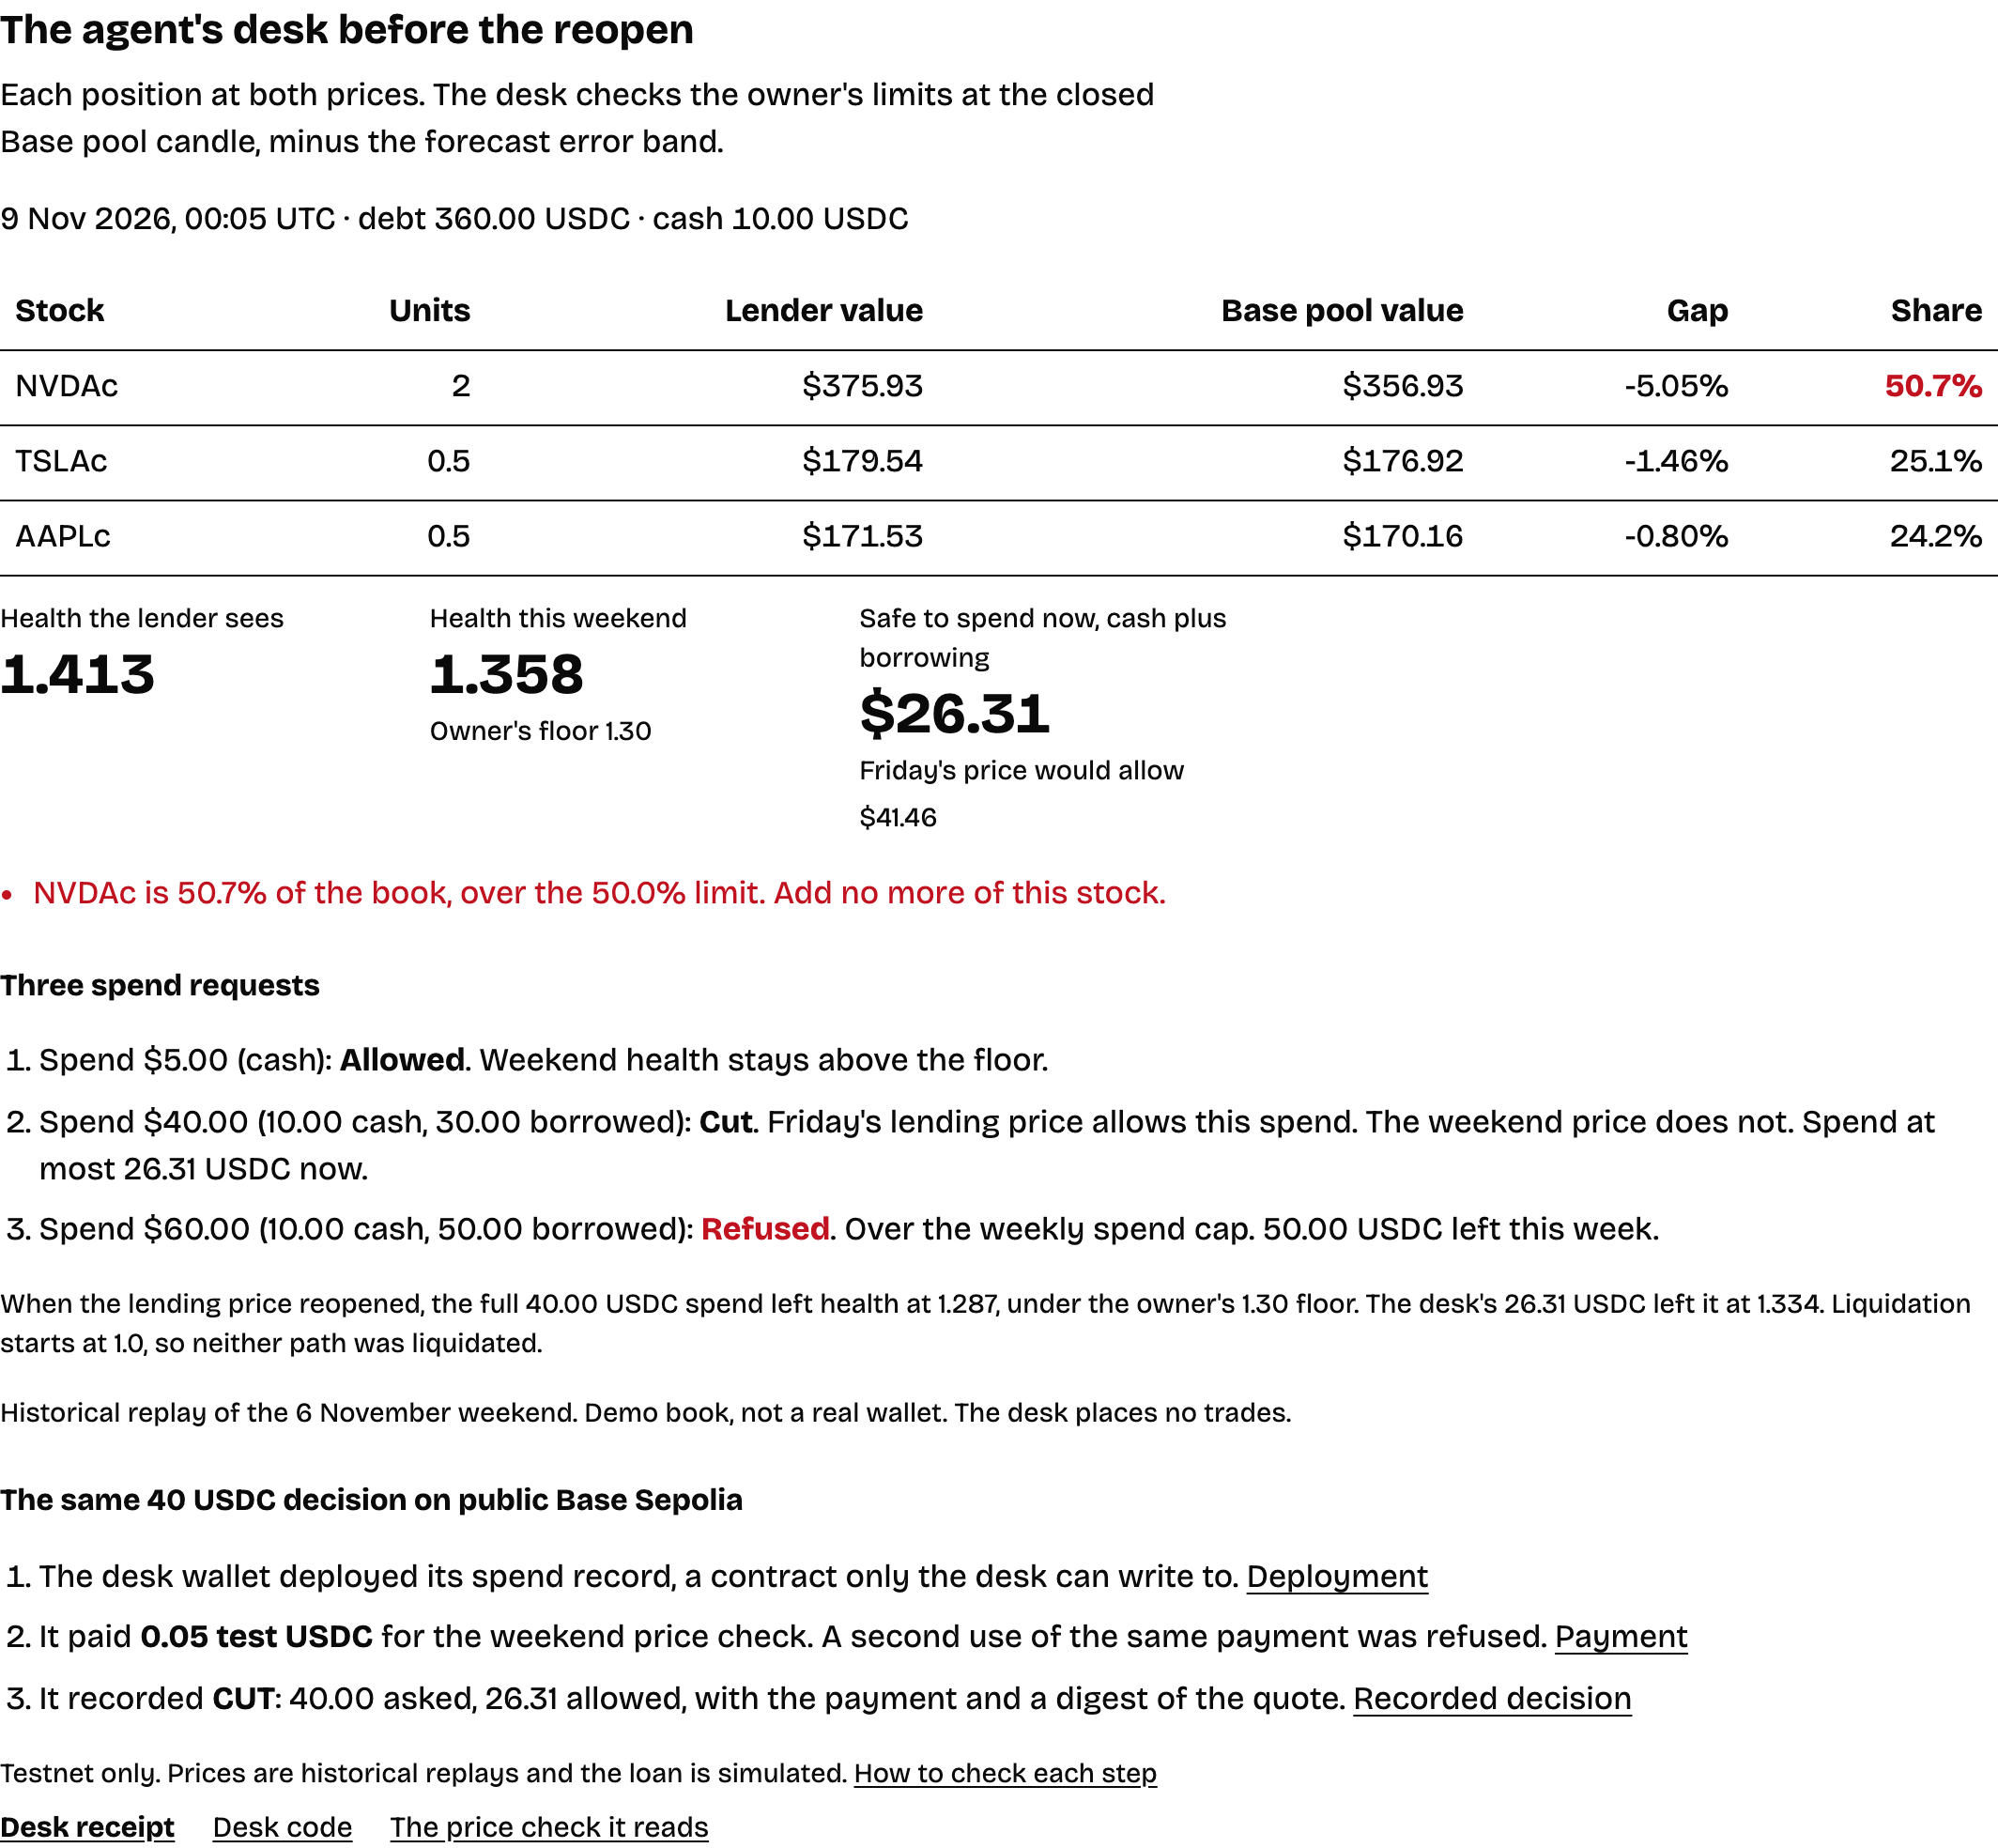 The agent's desk before the reopen
Each position at both prices. The desk checks the owner's limits at the closed
Base pool candle, minus the forecast error band.
9 Nov 2026, 00:05 UTC · debt 360.00 USDC · cash 10.00 USDC
Stock Units Lender value Base pool value Gap Share
NVDAc 2 $375.93 $356.93 -5.05% 50.7%
TSLAc 0.5 $179.54 $176.92 -1.46% 25.1%
AAPLc 0.5 $171.53 $170.16 -0.80% 24.2%
Health the lender sees
1.413
Health this weekend
1.358
Owner's floor 1.30
Safe to spend now, cash plus
borrowing
$26.31
Friday's price would allow
$41.46
• NVDAc is 50.7% of the book, over the 50.0% limit. Add no more of this stock.
Three spend requests
1. Spend $5.00 (cash): Allowed. Weekend health stays above the floor.
2. Spend $40.00 (10.00 cash, 30.00 borrowed): Cut. Friday's lending price allows this spend. The weekend price does not. Spend at
most 26.31 USDC now.
3. Spend $60.00 (10.00 cash, 50.00 borrowed): Refused. Over the weekly spend cap. 50.00 USDC left this week.
When the lending price reopened, the full 40.00 USDC spend left health at 1.287, under the owner's 1.30 floor. The desk's 26.31 USDC left it at 1.334. Liquidation
starts at 1.0, so neither path was liquidated.
Historical replay of the 6 November weekend. Demo book, not a real wallet. The desk places no trades.
The same 40 USDC decision on public Base Sepolia
1. The desk wallet deployed its spend record, a contract only the desk can write to. Deployment
2. It paid 0.05 test USDC for the weekend price check. A second use of the same payment was refused. Payment
3. It recorded CUT: 40.00 asked, 26.31 allowed, with the payment and a digest of the quote. Recorded decision
Testnet only. Prices are historical replays and the loan is simulated. How to check each step
Desk receipt Desk code The price check it reads